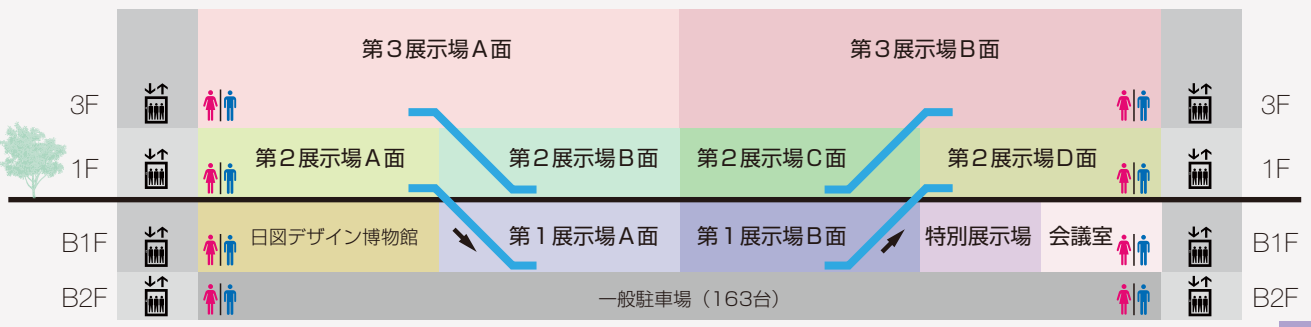 第3展示場A面 第3展示場B面
3F 3F
第2展示場A面 第2展示場B面 第2展示場C面 第2展示場D面
1F 1F
日図デザイン博物館 第1展示場A面 第1展示場B面 特別展示場 会議室
B1F B1F
B2F 一般駐車場（163台） B2F